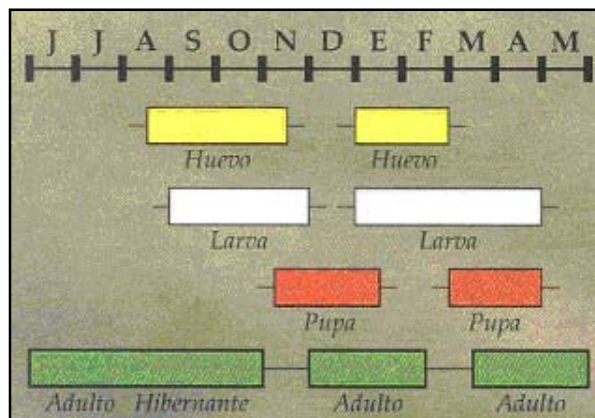 J J A S O N D E F M A M
Huevo Huevo
Larva Larva
Pupa Pupa
Adulto Hibernante Adulto Adulto